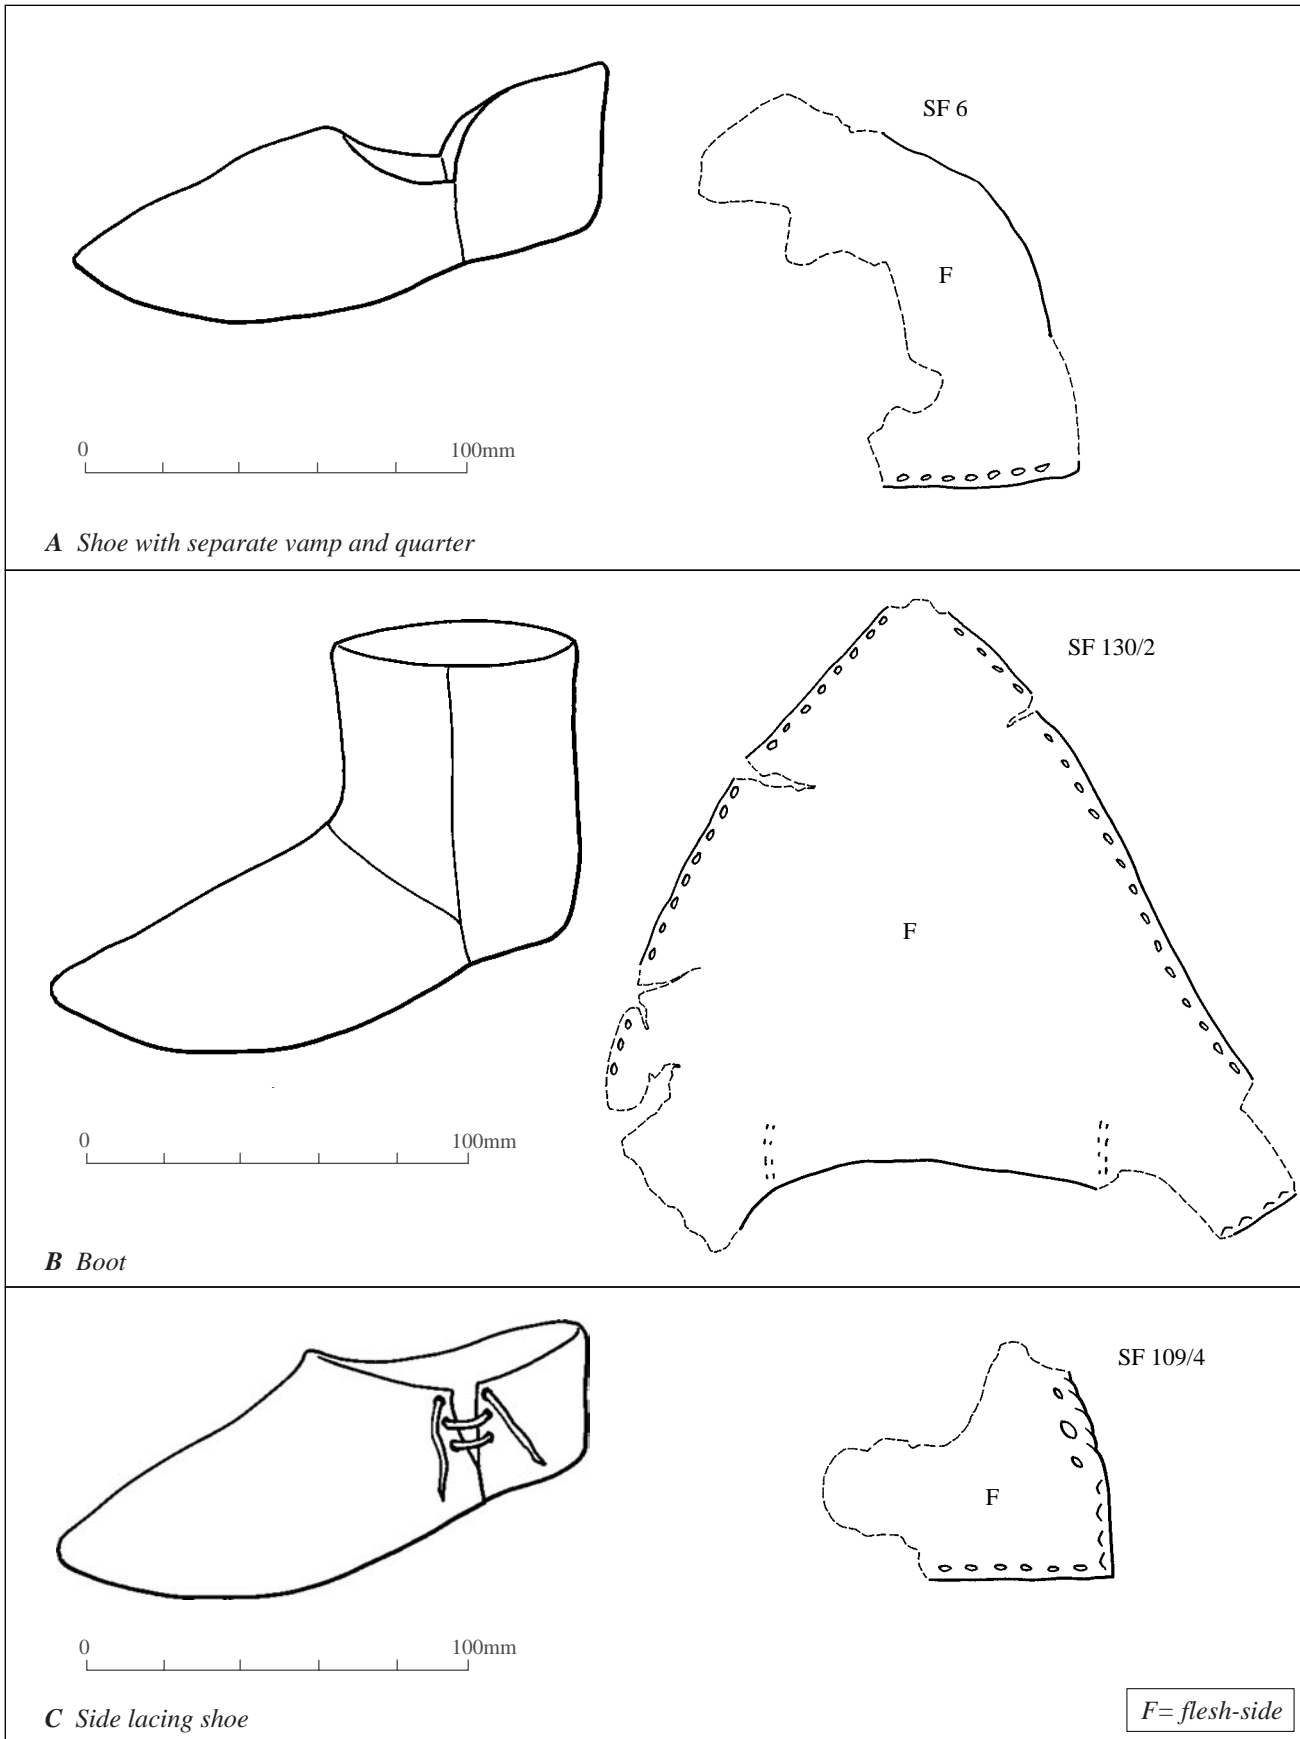 SF 6
F
0 100mm
A Shoe with separate vamp and quarter
SF 130/2
F
0 100mm
B Boot
SF 109/4
F
0 100mm
C Side lacing shoe
F= flesh-side